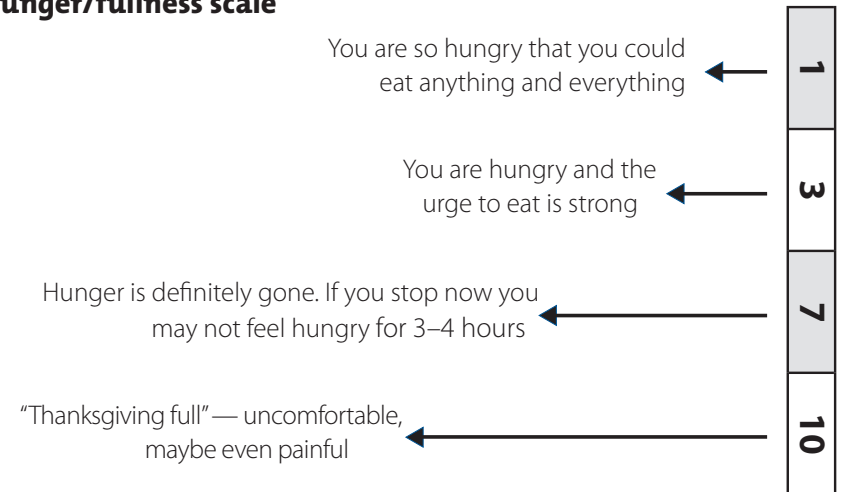 unger/fullness scale
You are so hungry that you could
eat anything and everything
1
You are hungry and the
urge to eat is strong
3
Hunger is definitely gone. If you stop now you
may not feel hungry for 3–4 hours
7
“Thanksgiving full” — uncomfortable,
maybe even painful
10